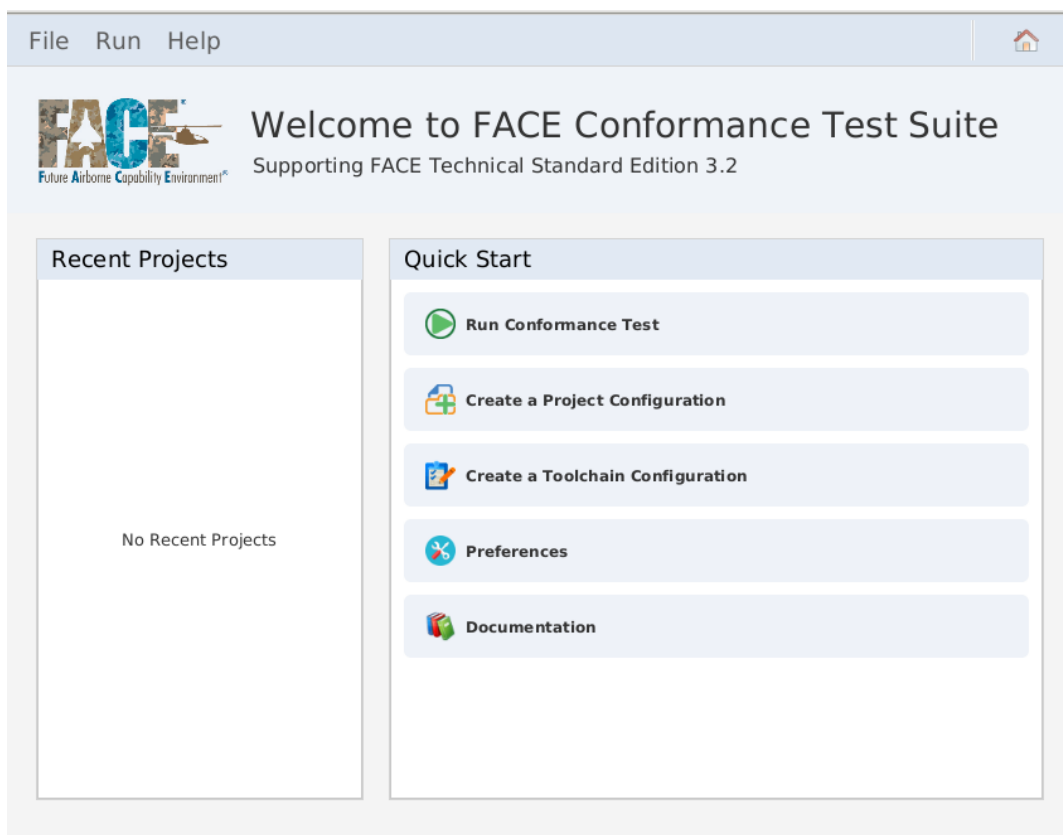 File Run Help
FACE®
Future Airborne Capability Environment®
Welcome to FACE Conformance Test Suite
Supporting FACE Technical Standard Edition 3.2
Recent Projects
No Recent Projects
Quick Start
Run Conformance Test
Create a Project Configuration
Create a Toolchain Configuration
Preferences
Documentation